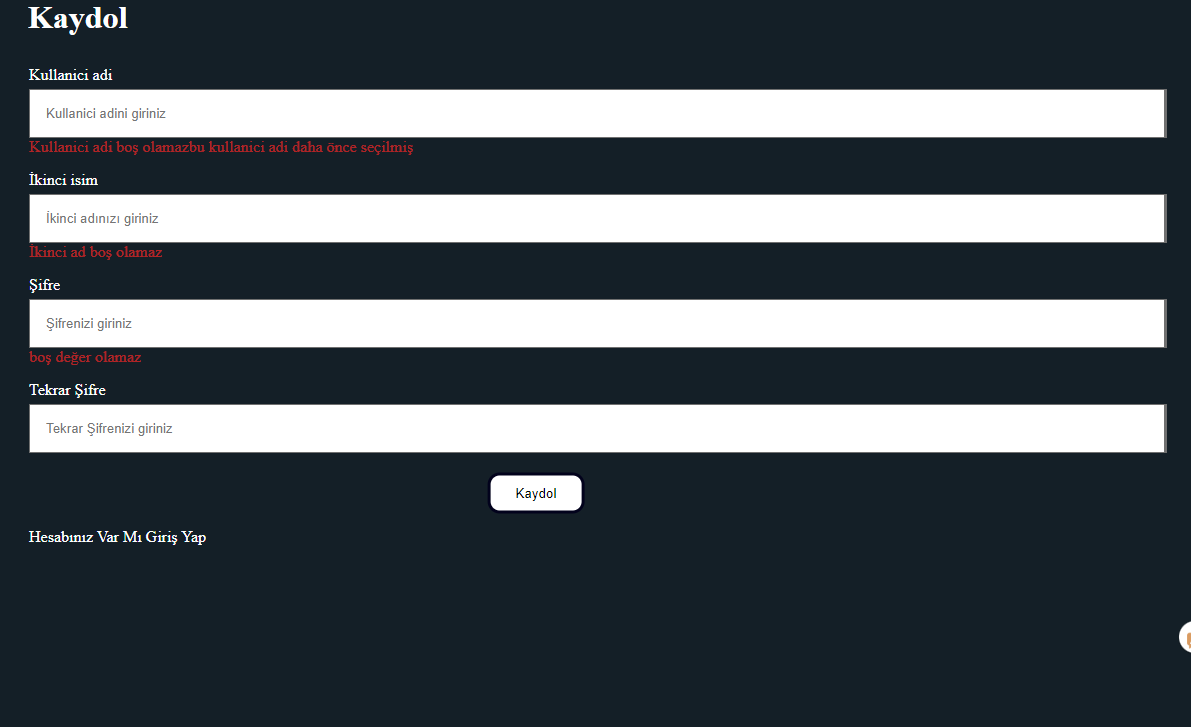 Kaydol
Kullanici adi
Kullanici adini giriniz
Kullanici adi boş olamazbu kullanici adi daha önce seçilmiş
İkinci isim
İkinci adınızı giriniz
İkinci ad boş olamaz
Şifre
Şifrenizi giriniz
boş değer olamaz
Tekrar Şifre
Tekrar Şifrenizi giriniz
Kaydol
Hesabınız Var Mı Giriş Yap